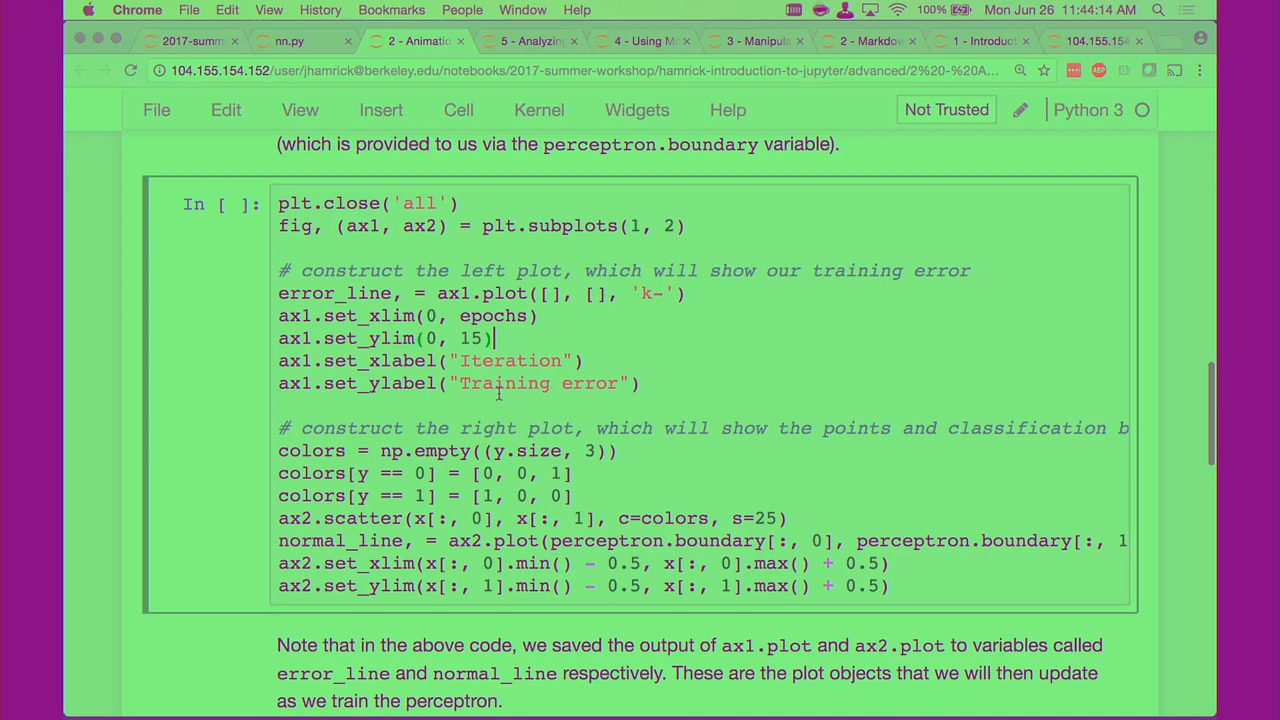 Chrome File Edit View History Bookmarks People Window Help 100% Mon Jun 26 11:44:14 AM
2017-summ nn.py 2 - Animatio 5 - Analyzing 4 - Using M 3 - Manipula 2 - Markdow 1 - Introduct 104.155.154
104.155.154.152/user/jhamrick@berkeley.edu/notebooks/2017-summer-workshop/hamrick-introduction-to-jupyter/advanced/2%20-%20A...
File Edit View Insert Cell Kernel Widgets Help Not Trusted Python 3
(which is provided to us via the perceptron.boundary variable).
In [ ]: plt.close('all')
fig, (ax1, ax2) = plt.subplots(1, 2)
# construct the left plot, which will show our training error
error_line, = ax1.plot([], [], 'k-')
ax1.set_xlim(0, epochs)
ax1.set_ylim(0, 15)
ax1.set_xlabel("Iteration")
ax1.set_ylabel("Training error")
# construct the right plot, which will show the points and classification b
colors = np.empty((y.size, 3))
colors[y == 0] = [0, 0, 1]
colors[y == 1] = [1, 0, 0]
ax2.scatter(x[:, 0], x[:, 1], c=colors, s=25)
normal_line, = ax2.plot(perceptron.boundary[:, 0], perceptron.boundary[:, 1
ax2.set_xlim(x[:, 0].min() - 0.5, x[:, 0].max() + 0.5)
ax2.set_ylim(x[:, 1].min() - 0.5, x[:, 1].max() + 0.5)
Note that in the above code, we saved the output of ax1.plot and ax2.plot to variables called
error_line and normal_line respectively. These are the plot objects that we will then update
as we train the perceptron.